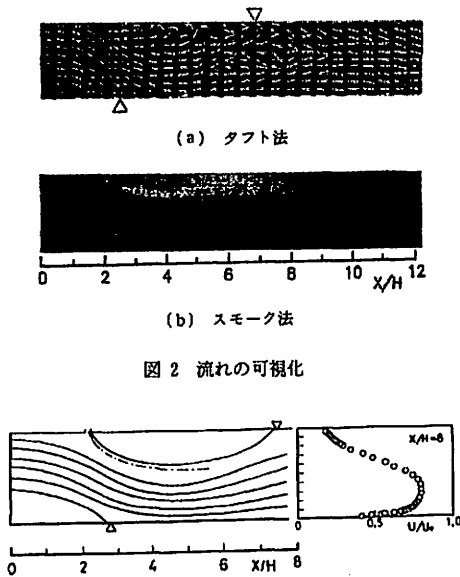 (a) タフト法
0 2 4 6 8 10 12
X/H
(b) スモーク法
図 2 流れの可視化
X/H=8
0 0.5 1.0
U/U₀
0 2 4 X/H 8